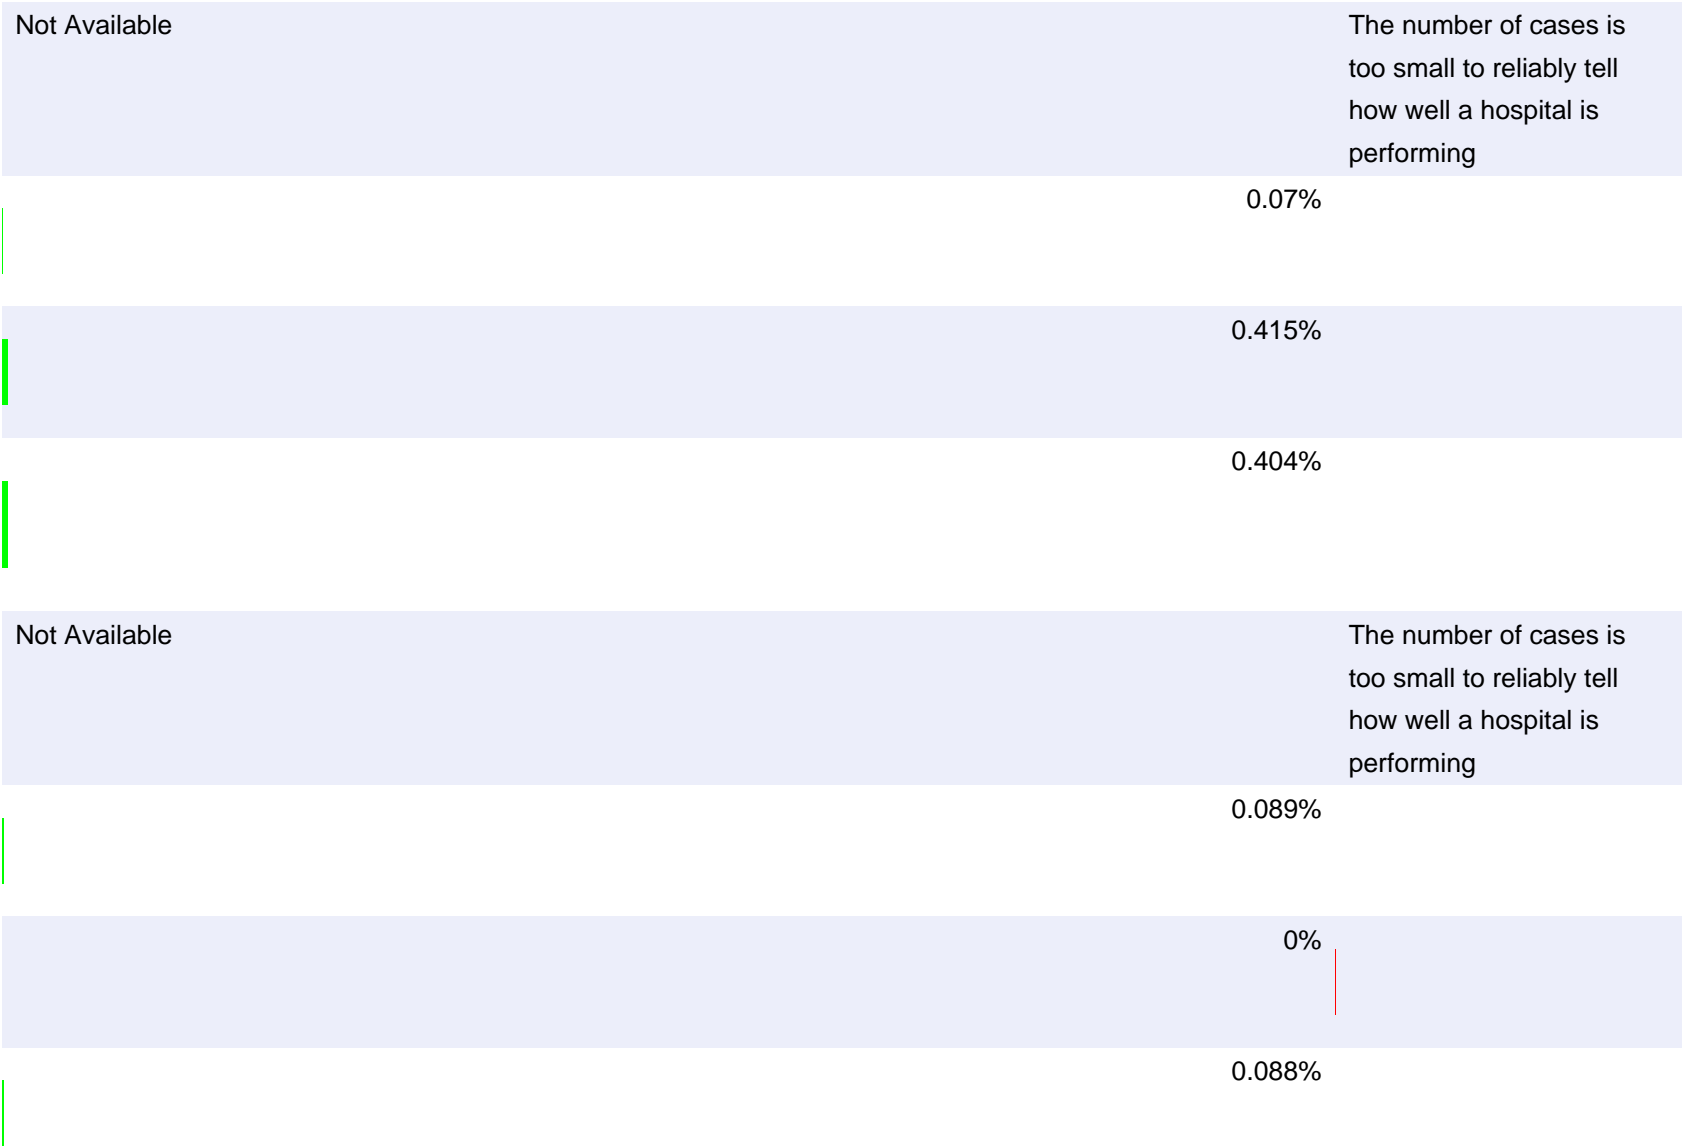 Not Available
The number of cases is
too small to reliably tell
how well a hospital is
performing
0.07%
0.415%
0.404%
Not Available
The number of cases is
too small to reliably tell
how well a hospital is
performing
0.089%
0%
0.088%